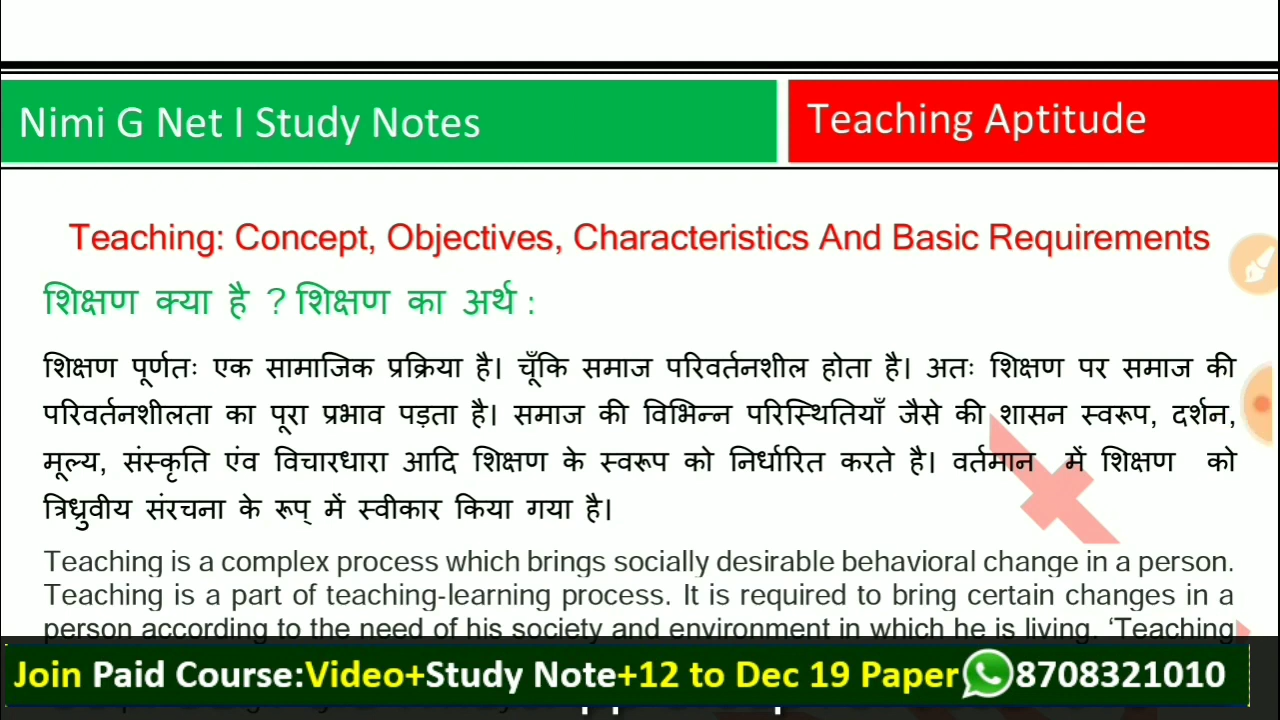 Nimi G Net I Study Notes
Teaching Aptitude
Teaching: Concept, Objectives, Characteristics And Basic Requirements
शिक्षण क्या है ? शिक्षण का अर्थ :
शिक्षण पूर्णतः एक सामाजिक प्रक्रिया है। चूँकि समाज परिवर्तनशील होता है। अतः शिक्षण पर समाज की
परिवर्तनशीलता का पूरा प्रभाव पड़ता है। समाज की विभिन्न परिस्थितियाँ जैसे की शासन स्वरूप, दर्शन,
मूल्य, संस्कृति एंव विचारधारा आदि शिक्षण के स्वरूप को निर्धारित करते है। वर्तमान में शिक्षण को
त्रिध्रुवीय संरचना के रूप् में स्वीकार किया गया है।
Teaching is a complex process which brings socially desirable behavioral change in a person.
Teaching is a part of teaching-learning process. It is required to bring certain changes in a
person according to the need of his society and environment in which he is living. ‘Teaching
Join Paid Course:Video+Study Note+12 to Dec 19 Paper 8708321010